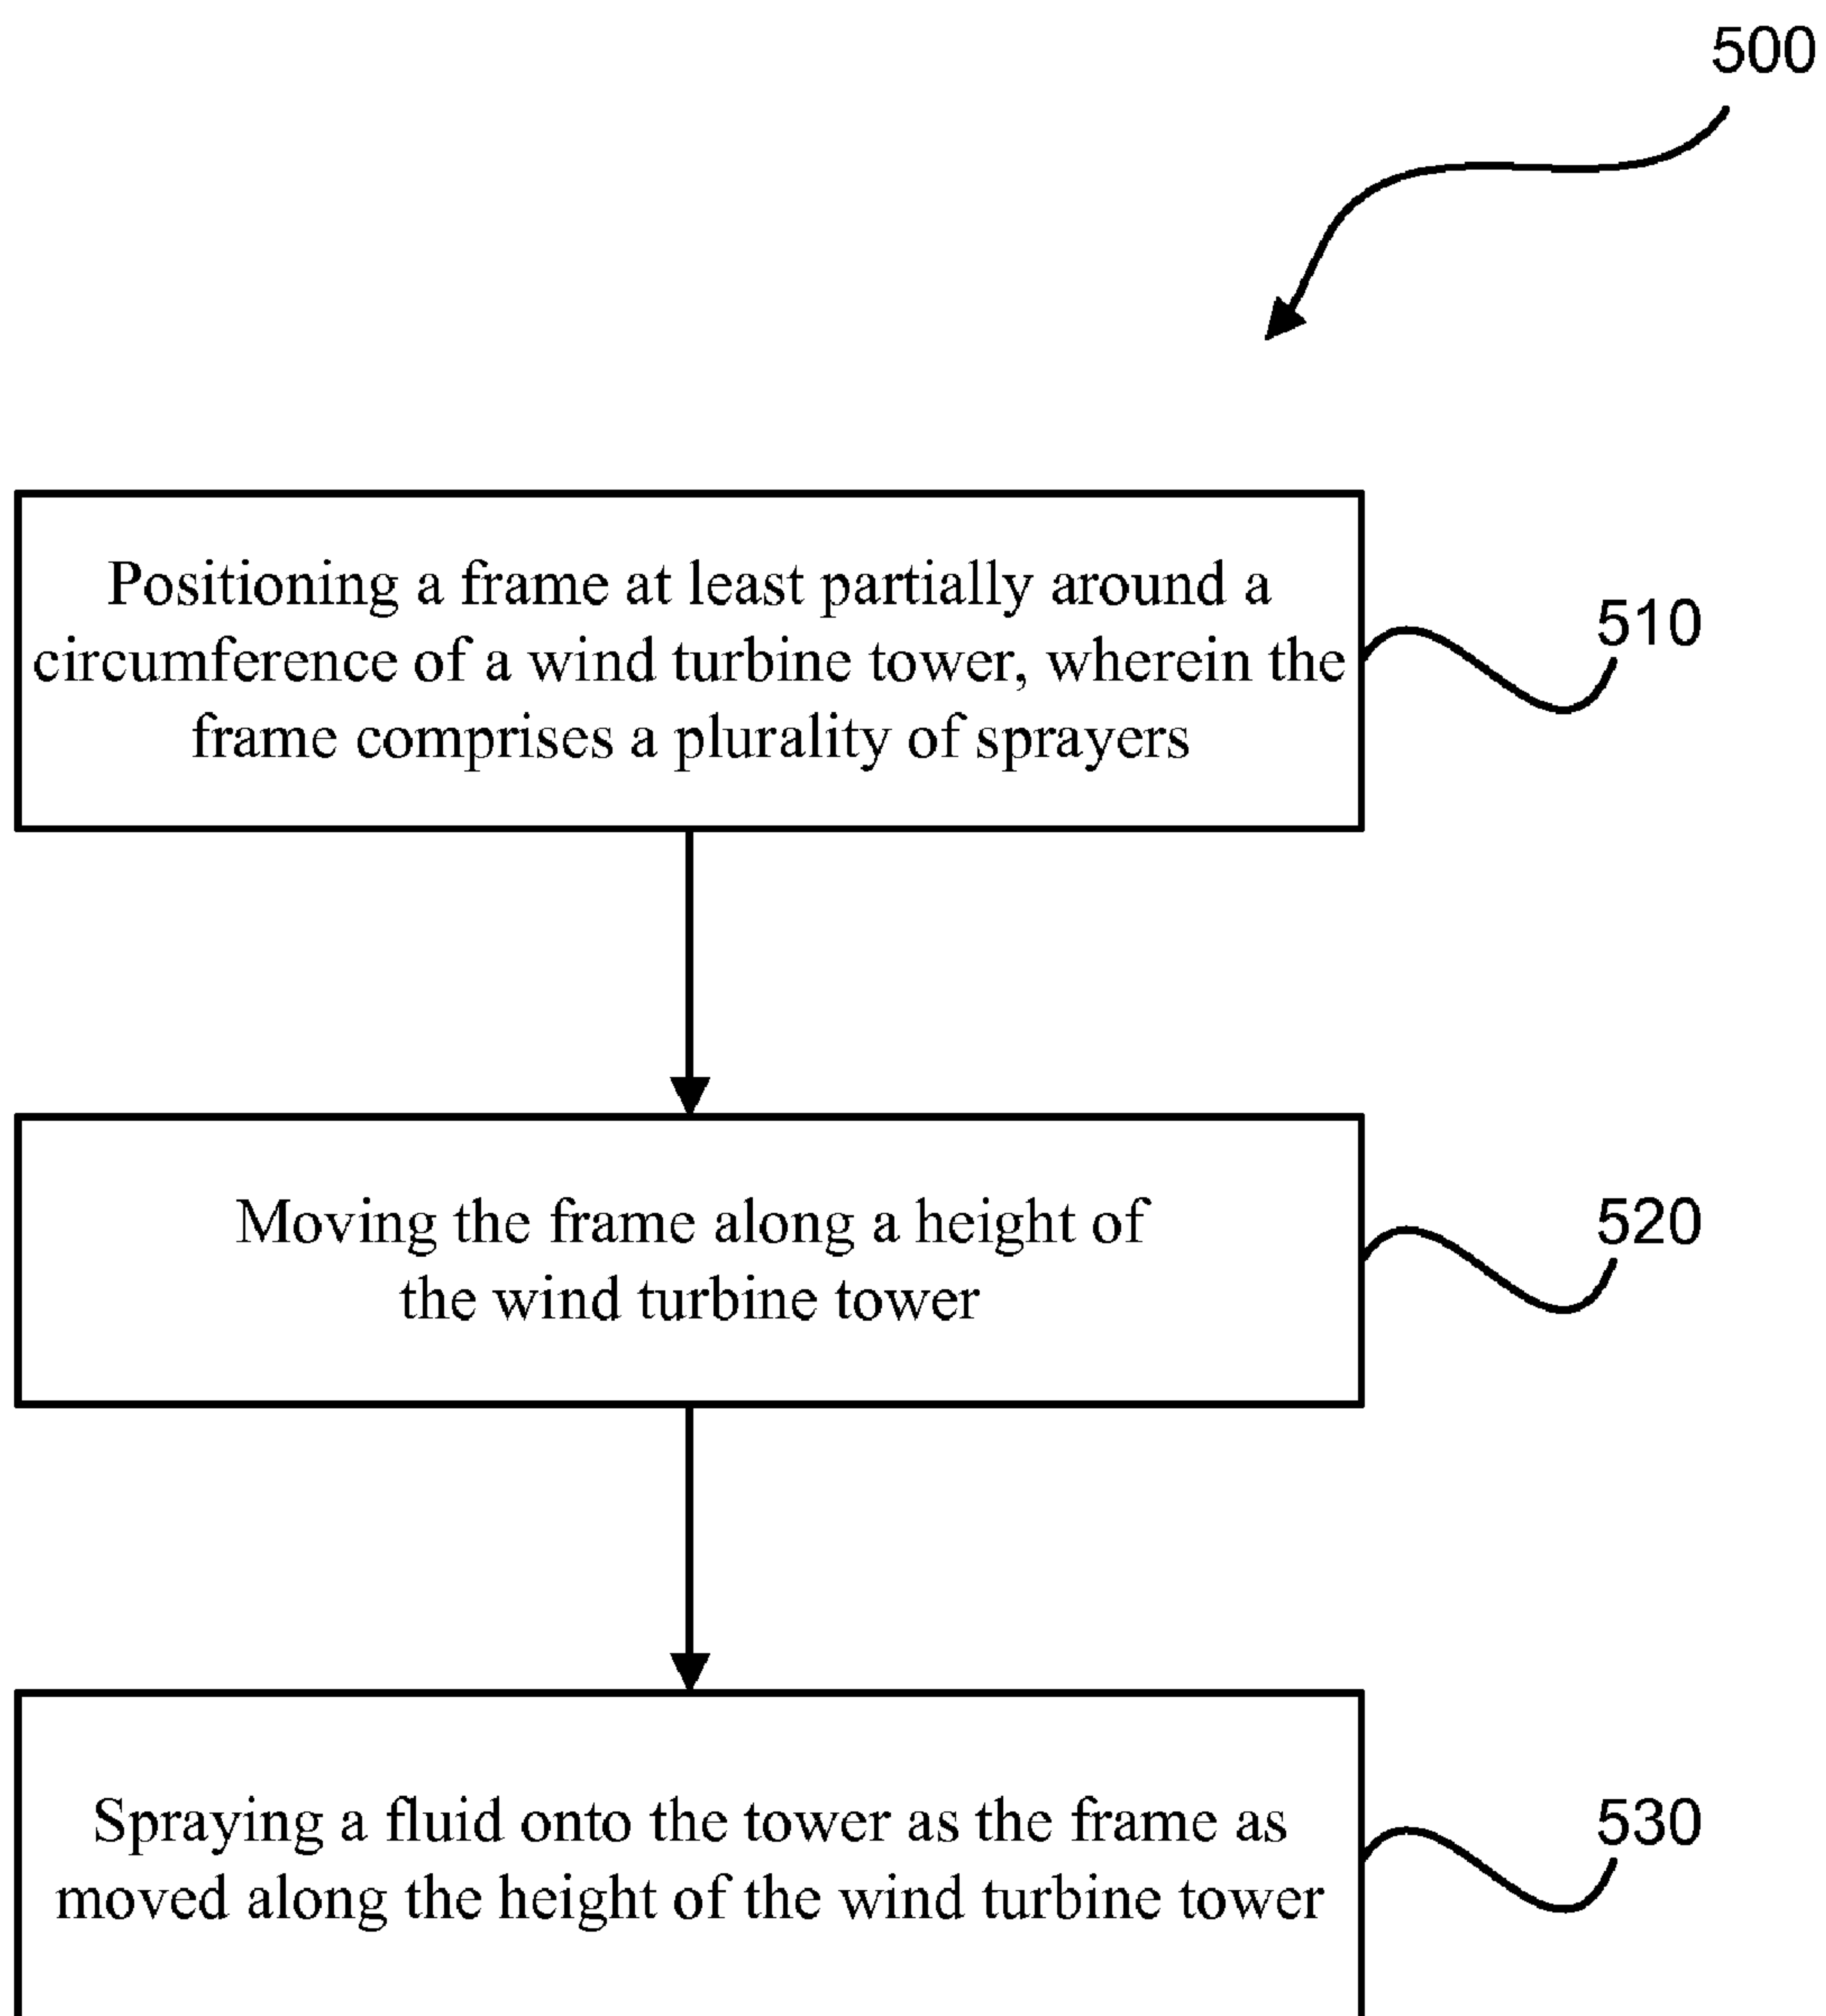 500
Positioning a frame at least partially around a
circumference of a wind turbine tower, wherein the
frame comprises a plurality of sprayers
510
Moving the frame along a height of
the wind turbine tower
520
Spraying a fluid onto the tower as the frame as
moved along the height of the wind turbine tower
530